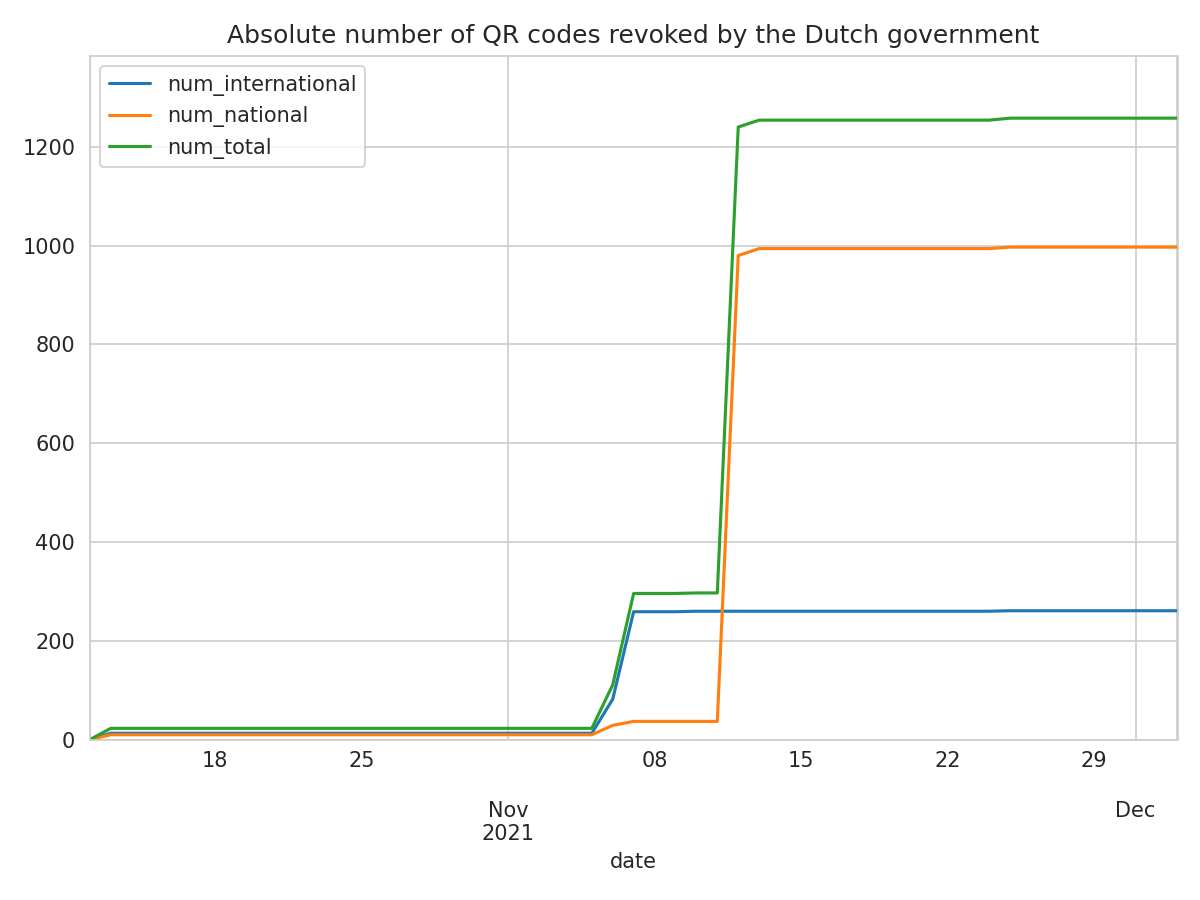 Absolute number of QR codes revoked by the Dutch government
num_international
num_national
num_total
1200
1000
800
600
400
200
0
18 25 08 15 22 29
Nov Dec
2021
date